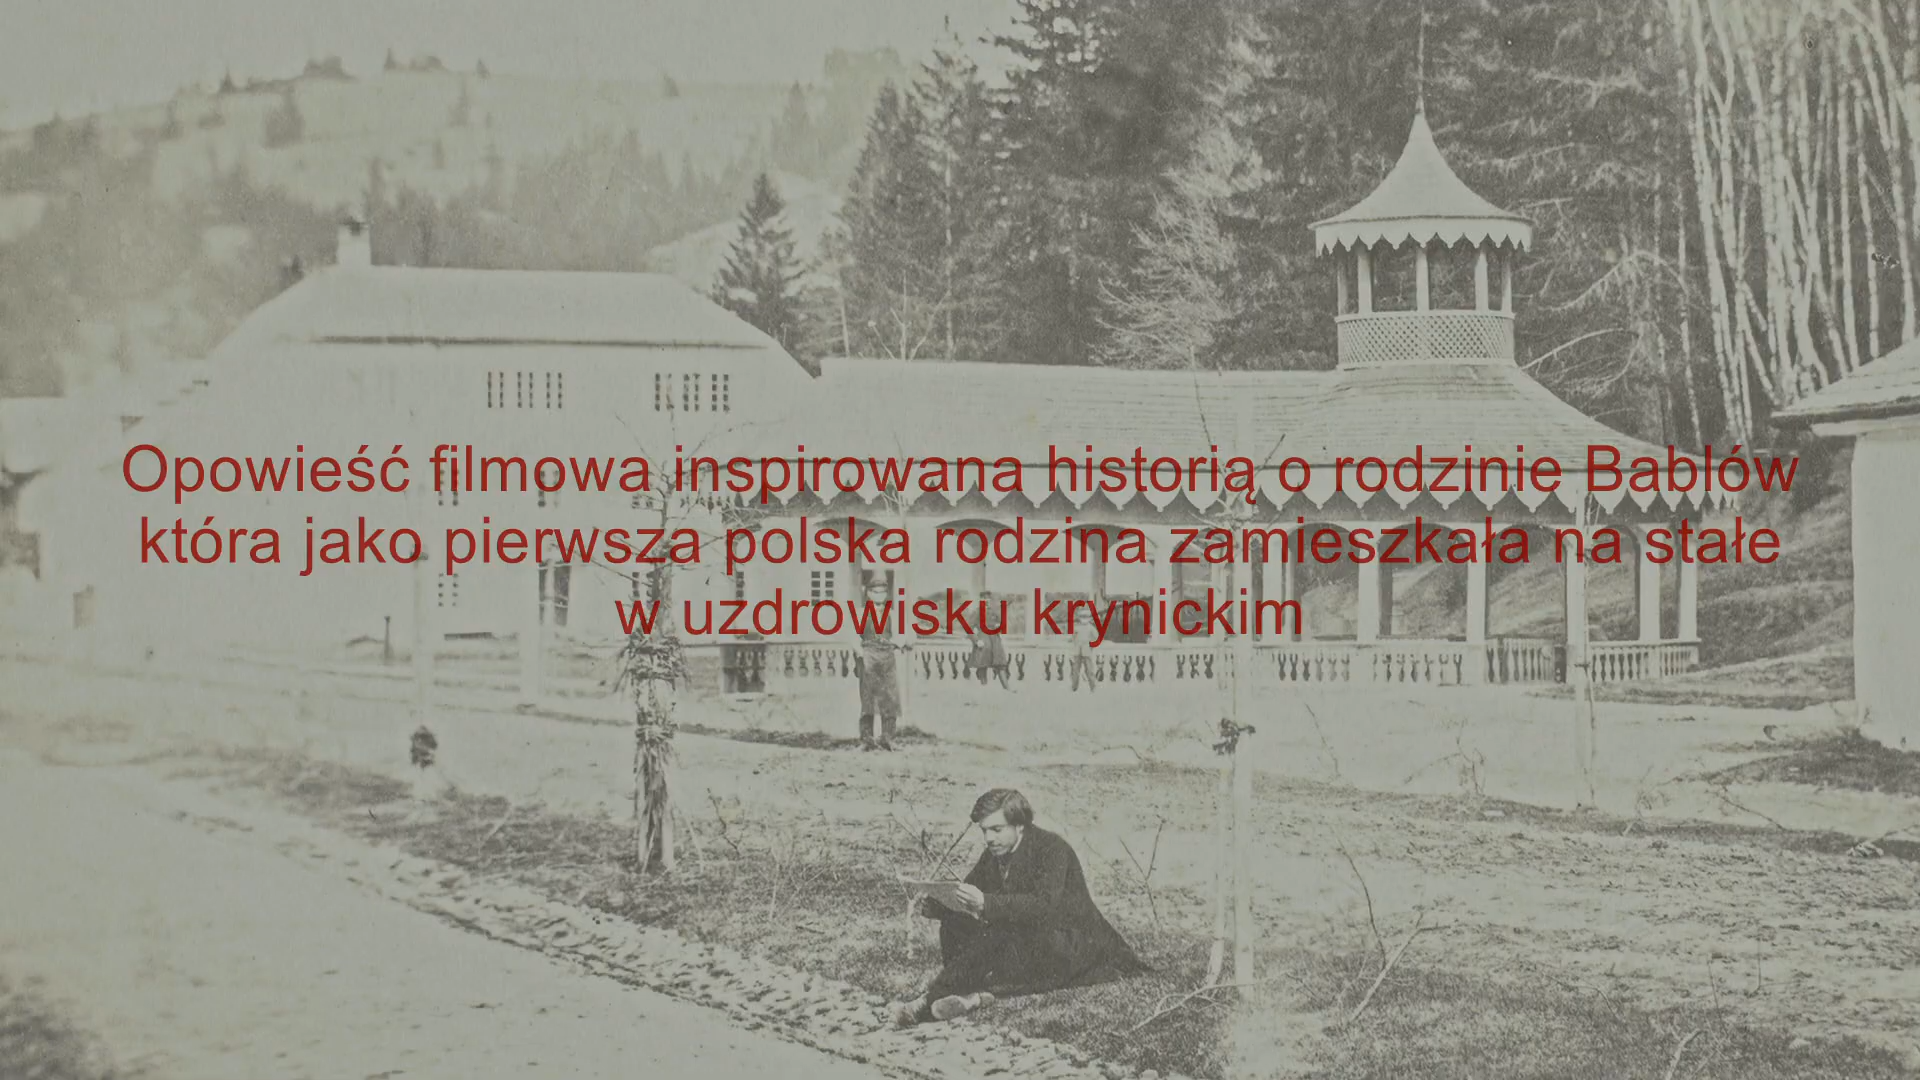 Opowieść filmowa inspirowana historią o rodzinie Bablów
która jako pierwsza polska rodzina zamieszkała na stałe
w uzdrowisku krynickim